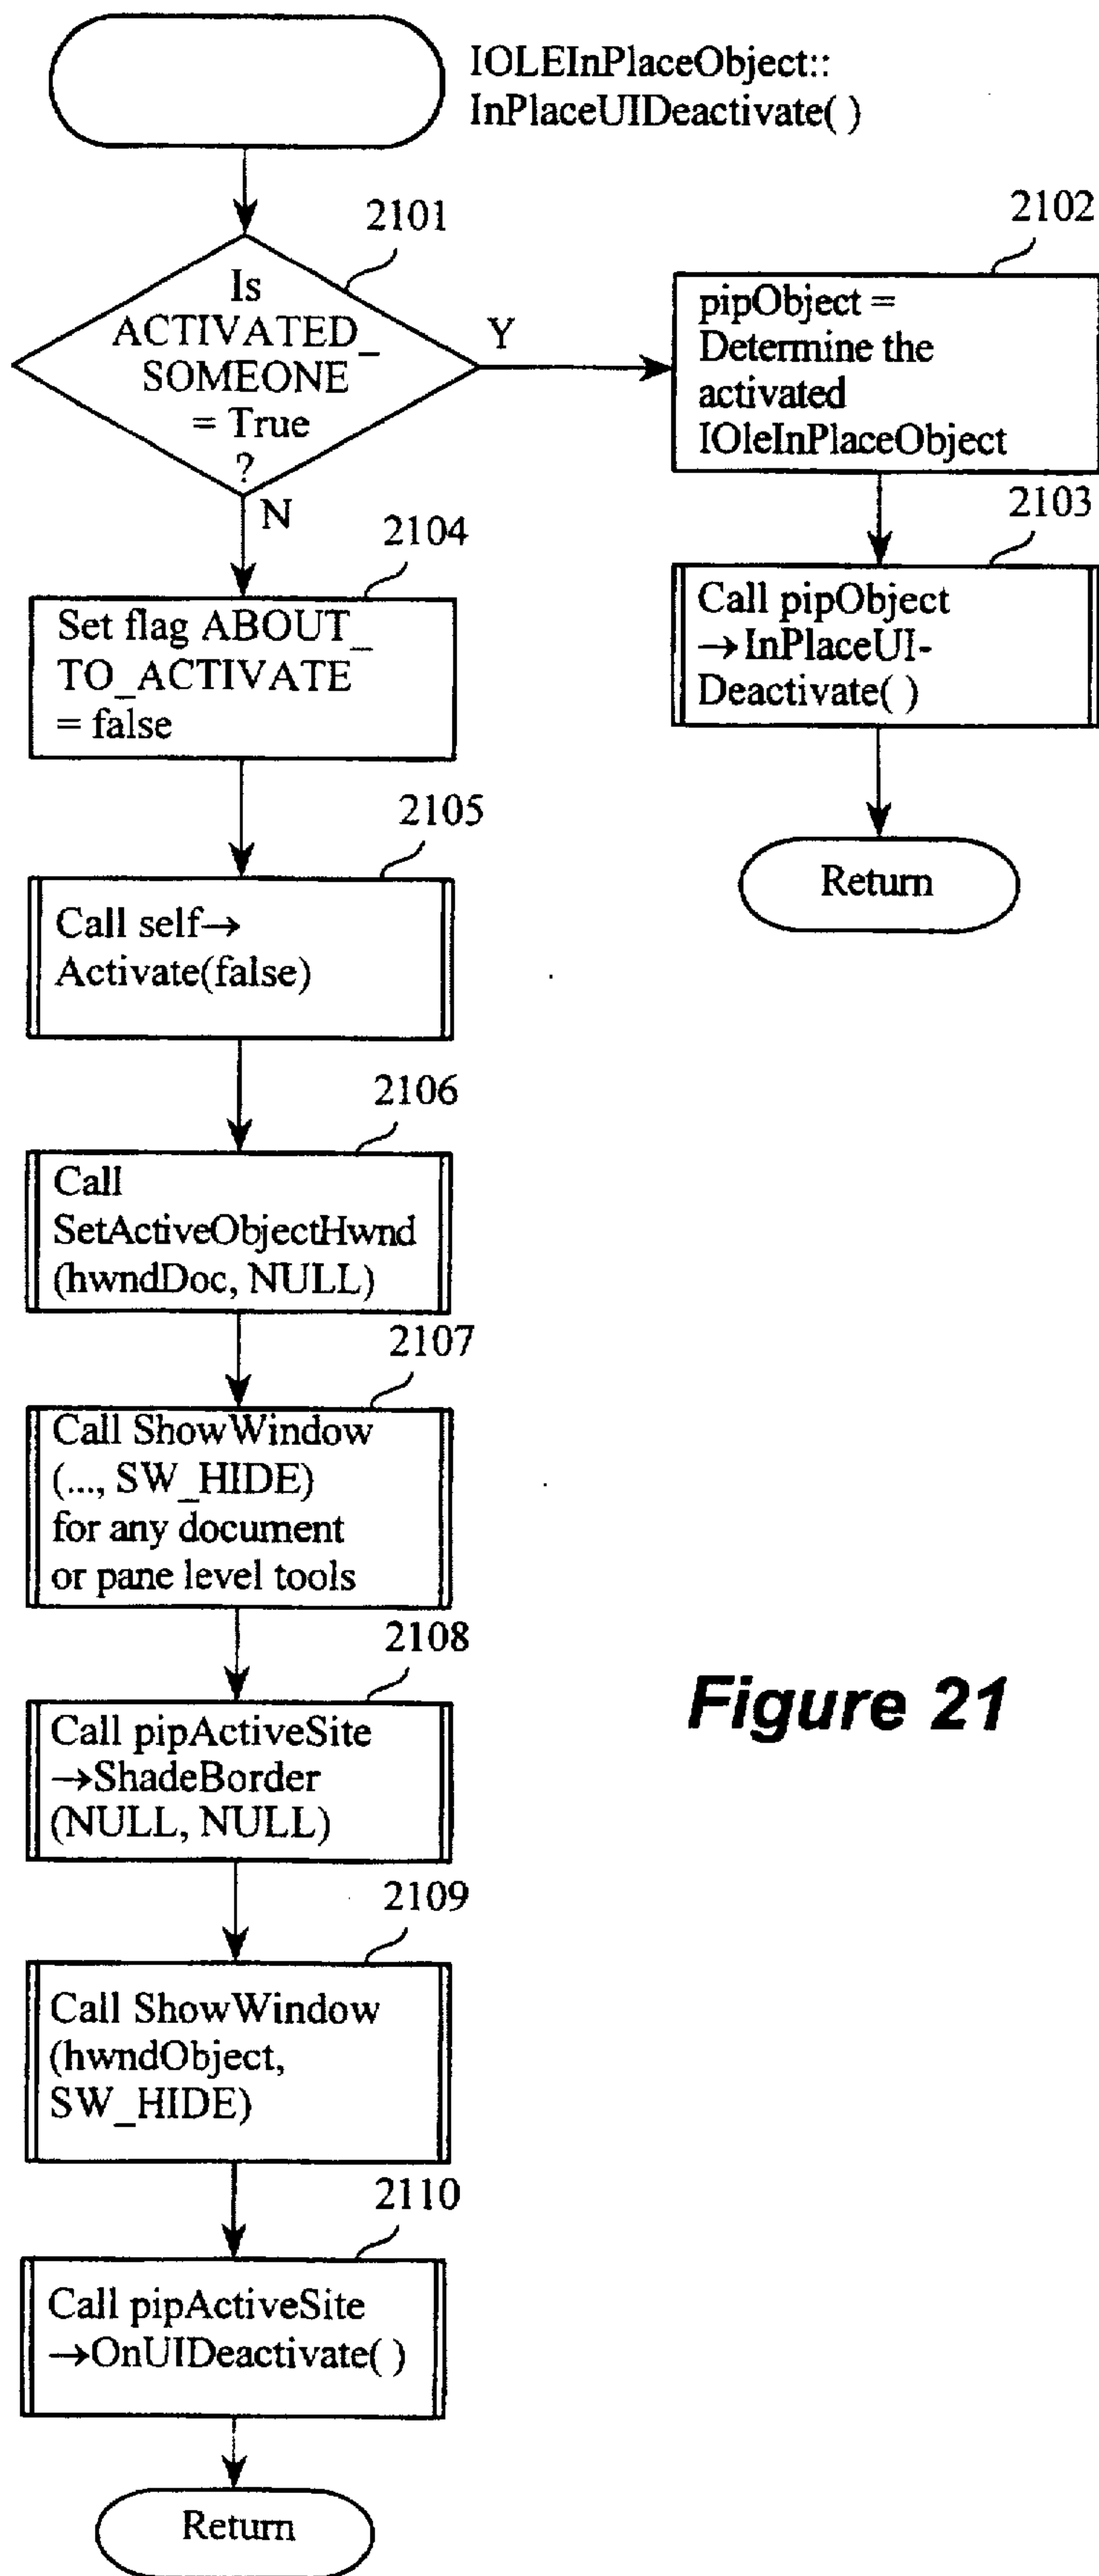 IOLEInPlaceObject::
InPlaceUIDeactivate( )
2101
Is
ACTIVATED_
SOMEONE
= True
?
Y
N
2102
pipObject =
Determine the
activated
IOleInPlaceObject
2103
Call pipObject
→InPlaceUI-
Deactivate( )
Return
2104
Set flag ABOUT_
TO_ACTIVATE
= false
2105
Call self→
Activate(false)
2106
Call
SetActiveObjectHwnd
(hwndDoc, NULL)
2107
Call ShowWindow
(..., SW_HIDE)
for any document
or pane level tools
2108
Call pipActiveSite
→ShadeBorder
(NULL, NULL)
2109
Call ShowWindow
(hwndObject,
SW_HIDE)
2110
Call pipActiveSite
→OnUIDeactivate( )
Return
Figure 21